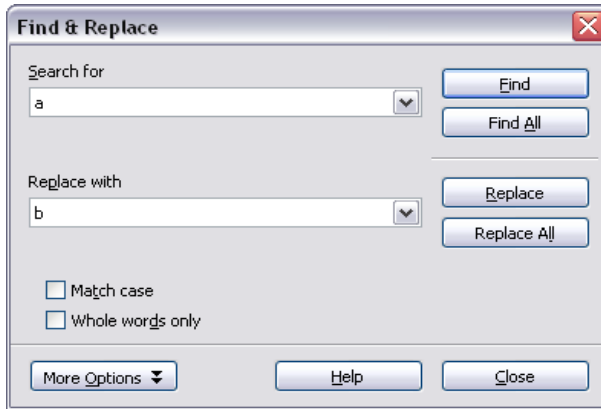 Find & Replace
Search for
a
Find
Find All
Replace with
b
Replace
Replace All
Match case
Whole words only
More Options
Help
Close